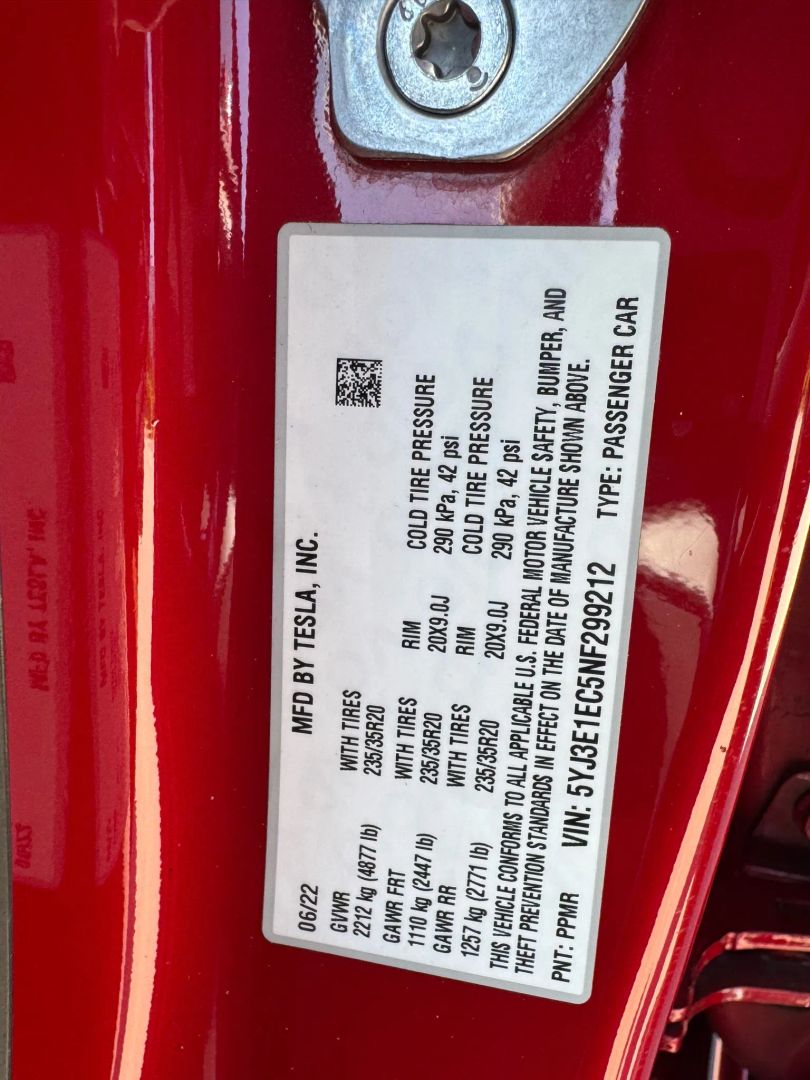 MFD BY TESLA, INC.
06/22
GVWR WITH TIRES
2212 kg (4877 lb) 235/35R20
GAWR FRT WITH TIRES RIM COLD TIRE PRESSURE
1110 kg (2447 lb) 235/35R20 20X9.0J 290 kPa, 42 psi
GAWR RR WITH TIRES RIM COLD TIRE PRESSURE
1257 kg (2771 lb) 235/35R20 20X9.0J 290 kPa, 42 psi
THIS VEHICLE CONFORMS TO ALL APPLICABLE U.S. FEDERAL MOTOR VEHICLE SAFETY, BUMPER, AND
THEFT PREVENTION STANDARDS IN EFFECT ON THE DATE OF MANUFACTURE SHOWN ABOVE.
PNT: PPMR VIN: 5YJ3E1EC5NF299212 TYPE: PASSENGER CAR